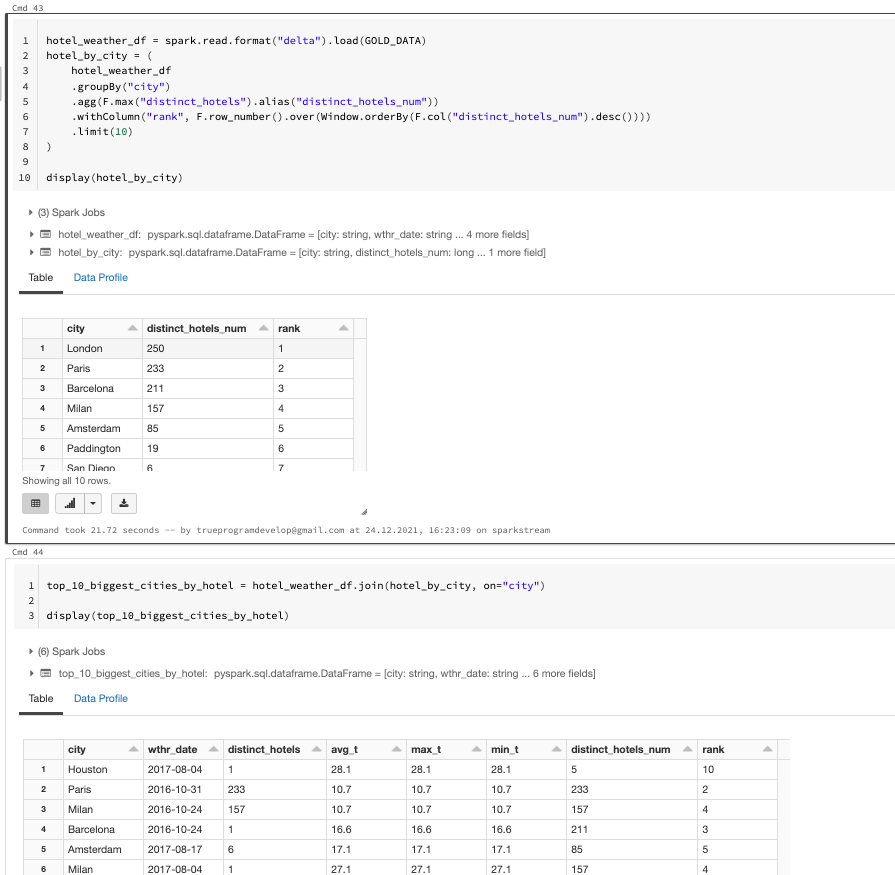 Cmd 43
1 hotel_weather_df = spark.read.format("delta").load(GOLD_DATA)
2 hotel_by_city = (
3 hotel_weather_df
4 .groupBy("city")
5 .agg(F.max("distinct_hotels").alias("distinct_hotels_num"))
6 .withColumn("rank", F.row_number().over(Window.orderBy(F.col("distinct_hotels_num").desc())))
7 .limit(10)
8 )
9
10 display(hotel_by_city)
(3) Spark Jobs
hotel_weather_df: pyspark.sql.dataframe.DataFrame = [city: string, wthr_date: string ... 4 more fields]
hotel_by_city: pyspark.sql.dataframe.DataFrame = [city: string, distinct_hotels_num: long ... 1 more field]
Table Data Profile
city distinct_hotels_num rank
1 London 250 1
2 Paris 233 2
3 Barcelona 211 3
4 Milan 157 4
5 Amsterdam 85 5
6 Paddington 19 6
7 San Diego 6 7
Showing all 10 rows.
Command took 21.72 seconds -- by trueprogramdevelop@gmail.com at 24.12.2021, 16:23:09 on sparkstream
Cmd 44
1 top_10_biggest_cities_by_hotel = hotel_weather_df.join(hotel_by_city, on="city")
2
3 display(top_10_biggest_cities_by_hotel)
(6) Spark Jobs
top_10_biggest_cities_by_hotel: pyspark.sql.dataframe.DataFrame = [city: string, wthr_date: string ... 6 more fields]
Table Data Profile
city wthr_date distinct_hotels avg_t max_t min_t distinct_hotels_num rank
1 Houston 2017-08-04 1 28.1 28.1 28.1 5 10
2 Paris 2016-10-31 233 10.7 10.7 10.7 233 2
3 Milan 2016-10-24 157 10.7 10.7 10.7 157 4
4 Barcelona 2016-10-24 1 16.6 16.6 16.6 211 3
5 Amsterdam 2017-08-17 6 17.1 17.1 17.1 85 5
6 Milan 2017-08-04 1 27.1 27.1 27.1 157 4